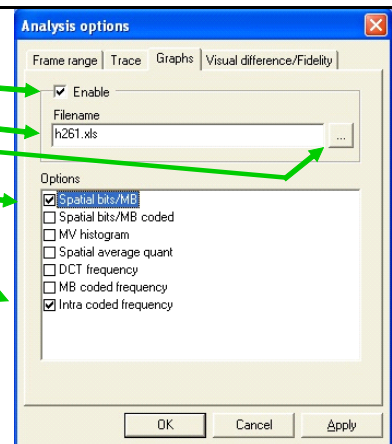 Analysis options
Frame range Trace Graphs Visual difference/Fidelity
Enable
Filename
h261.xls
...
Options
Spatial bits/MB
Spatial bits/MB coded
MV histogram
Spatial average quant
DCT frequency
MB coded frequency
Intra coded frequency
OK Cancel Apply